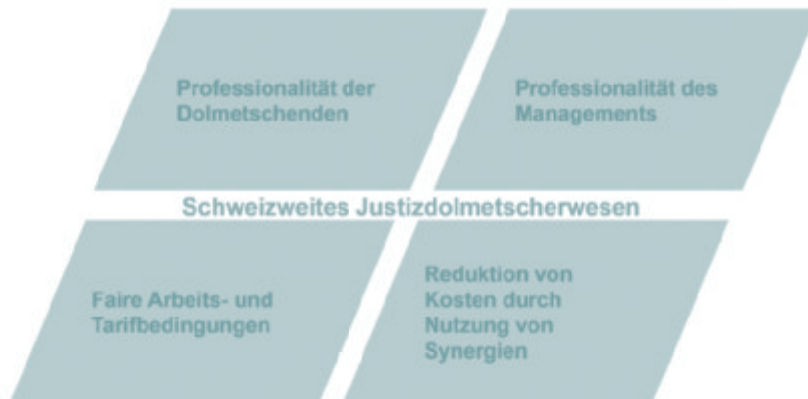 Professionalität der
Dolmetschenden
Professionalität des
Managements
Schweizweites Justizdolmetscherwesen
Faire Arbeits- und
Tarifbedingungen
Reduktion von
Kosten durch
Nutzung von
Synergien